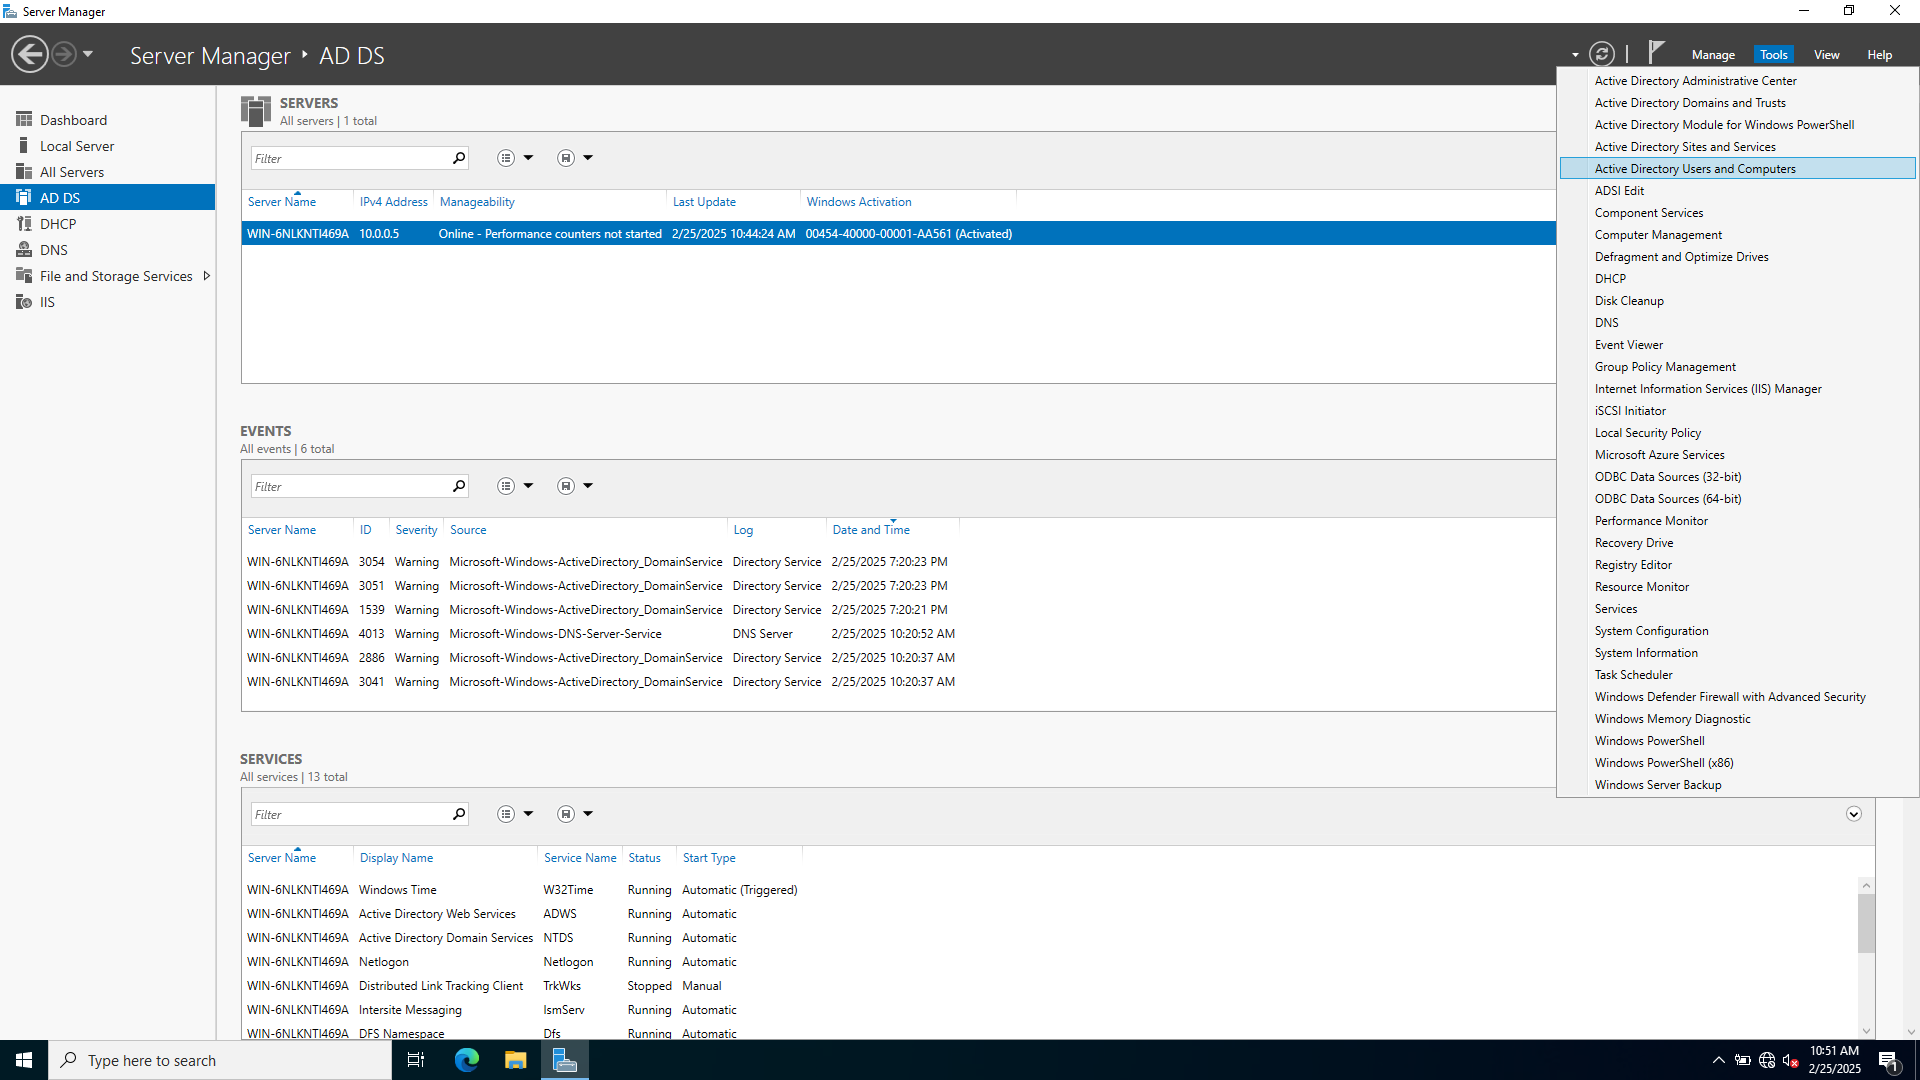 Server Manager
Server Manager ‣ AD DS
Manage Tools View Help
Dashboard
Local Server
All Servers
AD DS
DHCP
DNS
File and Storage Services
IIS
SERVERS
All servers | 1 total
Filter
Server Name IPv4 Address Manageability Last Update Windows Activation
WIN-6NLKNTI469A 10.0.0.5 Online - Performance counters not started 2/25/2025 10:44:24 AM 00454-40000-00001-AA561 (Activated)
EVENTS
All events | 6 total
Filter
Server Name ID Severity Source Log Date and Time
WIN-6NLKNTI469A 3054 Warning Microsoft-Windows-ActiveDirectory_DomainService Directory Service 2/25/2025 7:20:23 PM
WIN-6NLKNTI469A 3051 Warning Microsoft-Windows-ActiveDirectory_DomainService Directory Service 2/25/2025 7:20:23 PM
WIN-6NLKNTI469A 1539 Warning Microsoft-Windows-ActiveDirectory_DomainService Directory Service 2/25/2025 7:20:21 PM
WIN-6NLKNTI469A 4013 Warning Microsoft-Windows-DNS-Server-Service DNS Server 2/25/2025 10:20:52 AM
WIN-6NLKNTI469A 2886 Warning Microsoft-Windows-ActiveDirectory_DomainService Directory Service 2/25/2025 10:20:37 AM
WIN-6NLKNTI469A 3041 Warning Microsoft-Windows-ActiveDirectory_DomainService Directory Service 2/25/2025 10:20:37 AM
SERVICES
All services | 13 total
Filter
Server Name Display Name Service Name Status Start Type
WIN-6NLKNTI469A Windows Time W32Time Running Automatic (Triggered)
WIN-6NLKNTI469A Active Directory Web Services ADWS Running Automatic
WIN-6NLKNTI469A Active Directory Domain Services NTDS Running Automatic
WIN-6NLKNTI469A Netlogon Netlogon Running Automatic
WIN-6NLKNTI469A Distributed Link Tracking Client TrkWks Stopped Manual
WIN-6NLKNTI469A Intersite Messaging IsmServ Running Automatic
WIN-6NLKNTI469A DFS Namespace Dfs Running Automatic
Active Directory Administrative Center
Active Directory Domains and Trusts
Active Directory Module for Windows PowerShell
Active Directory Sites and Services
Active Directory Users and Computers
ADSI Edit
Component Services
Computer Management
Defragment and Optimize Drives
DHCP
Disk Cleanup
DNS
Event Viewer
Group Policy Management
Internet Information Services (IIS) Manager
iSCSI Initiator
Local Security Policy
Microsoft Azure Services
ODBC Data Sources (32-bit)
ODBC Data Sources (64-bit)
Performance Monitor
Recovery Drive
Registry Editor
Resource Monitor
Services
System Configuration
System Information
Task Scheduler
Windows Defender Firewall with Advanced Security
Windows Memory Diagnostic
Windows PowerShell
Windows PowerShell (x86)
Windows Server Backup
Type here to search
10:51 AM
2/25/2025
1